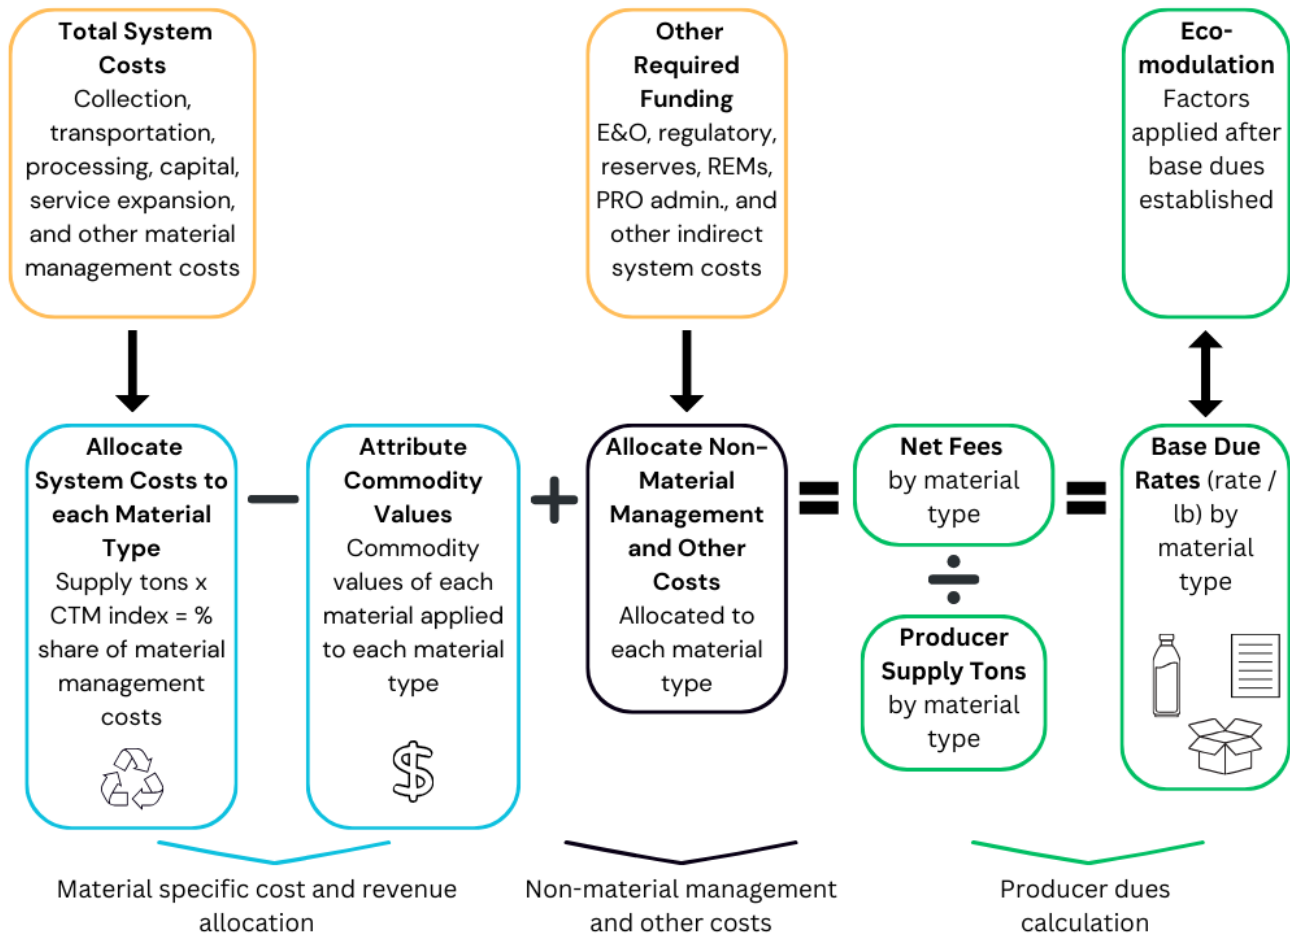 Total System
Costs
Collection,
transportation,
processing, capital,
service expansion,
and other material
management costs
Other
Required
Funding
E&O, regulatory,
reserves, REMs,
PRO admin., and
other indirect
system costs
Eco-
modulation
Factors
applied after
base dues
established
Allocate
System Costs to
each Material
Type
Supply tons x
CTM index = %
share of material
management
costs
−
Attribute
Commodity
Values
Commodity
values of each
material applied
to each material
type
$
+
Allocate Non-
Material
Management
and Other
Costs
Allocated to
each material
type
=
Net Fees
by material
type
÷
Producer
Supply Tons
by material
type
=
Base Due
Rates (rate /
lb) by
material
type
Material specific cost and revenue
allocation
Non-material management
and other costs
Producer dues
calculation